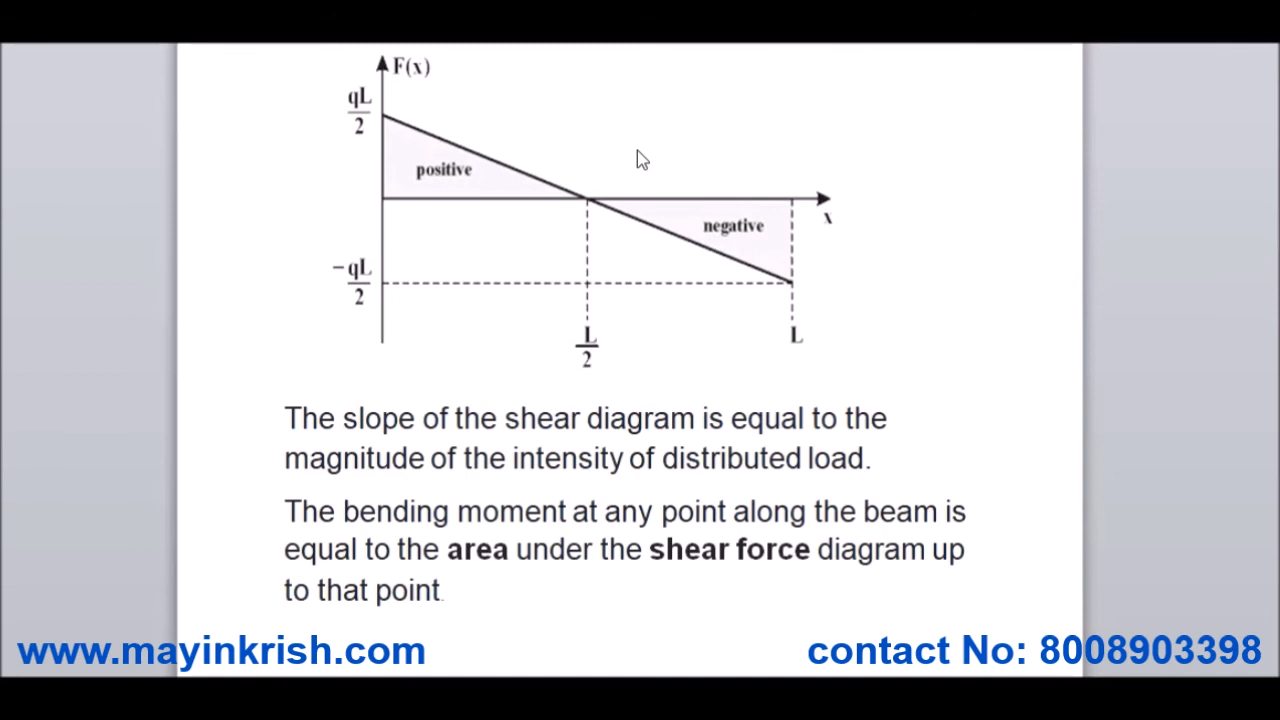 F(x)
qL
2
positive
negative
x
−qL
2
L
2
L
The slope of the shear diagram is equal to the
magnitude of the intensity of distributed load.
The bending moment at any point along the beam is
equal to the area under the shear force diagram up
to that point.
www.mayinkrish.com
contact No: 8008903398